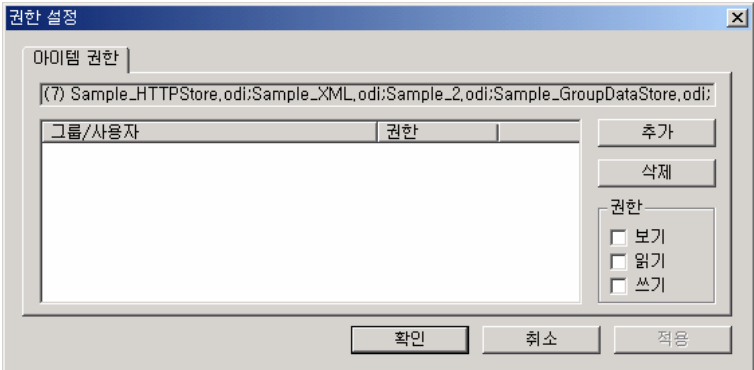 권한 설정
아이템 권한
(7) Sample_HTTPStore.odi;Sample_XML.odi;Sample_2.odi;Sample_GroupDataStore.odi;
그룹/사용자 권한
추가
삭제
권한
보기
읽기
쓰기
확인 취소 적용